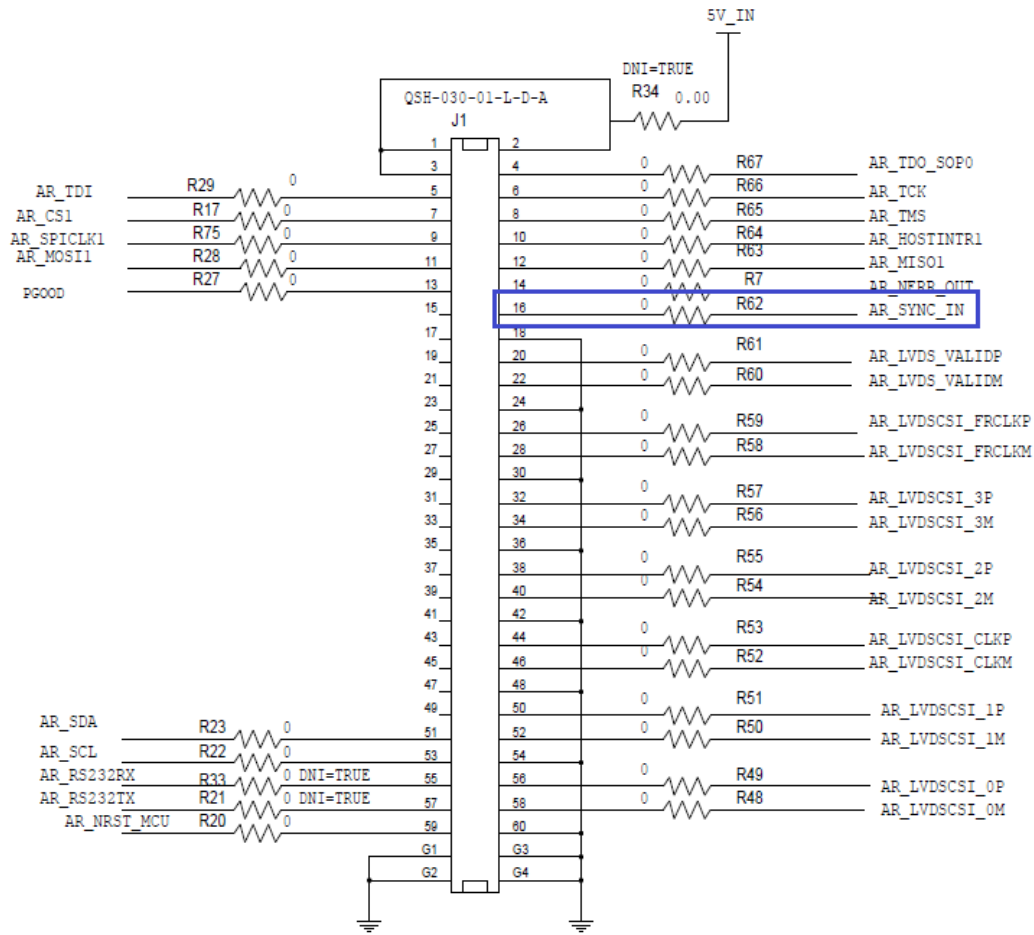 5V_IN
DNI=TRUE
R34 0.00
QSH-030-01-L-D-A
J1
1 2
3 4 0 R67 AR_TDO_SOP0
AR_TDI R29 0 5 6 0 R66 AR_TCK
AR_CS1 R17 0 7 8 0 R65 AR_TMS
AR_SPICLK1 R75 0 9 10 0 R64 AR_HOSTINTR1
AR_MOSI1 R28 0 11 12 0 R63 AR_MISO1
PGOOD R27 0 13 14 0 R7 AR_NERR_OUT
15 16 0 R62 AR_SYNC_IN
17 18
19 20 0 R61 AR_LVDS_VALIDP
21 22 0 R60 AR_LVDS_VALIDM
23 24
25 26 0 R59 AR_LVDSCSI_FRCLKP
27 28 0 R58 AR_LVDSCSI_FRCLKM
29 30
31 32 0 R57 AR_LVDSCSI_3P
33 34 0 R56 AR_LVDSCSI_3M
35 36
37 38 0 R55 AR_LVDSCSI_2P
39 40 0 R54 AR_LVDSCSI_2M
41 42
43 44 0 R53 AR_LVDSCSI_CLKP
45 46 0 R52 AR_LVDSCSI_CLKM
47 48
49 50 0 R51 AR_LVDSCSI_1P
AR_SDA R23 0 51 52 0 R50 AR_LVDSCSI_1M
AR_SCL R22 0 53 54
AR_RS232RX R33 0 DNI=TRUE 55 56 0 R49 AR_LVDSCSI_0P
AR_RS232TX R21 0 DNI=TRUE 57 58 0 R48 AR_LVDSCSI_0M
AR_NRST_MCU R20 0 59 60
G1 G3
G2 G4